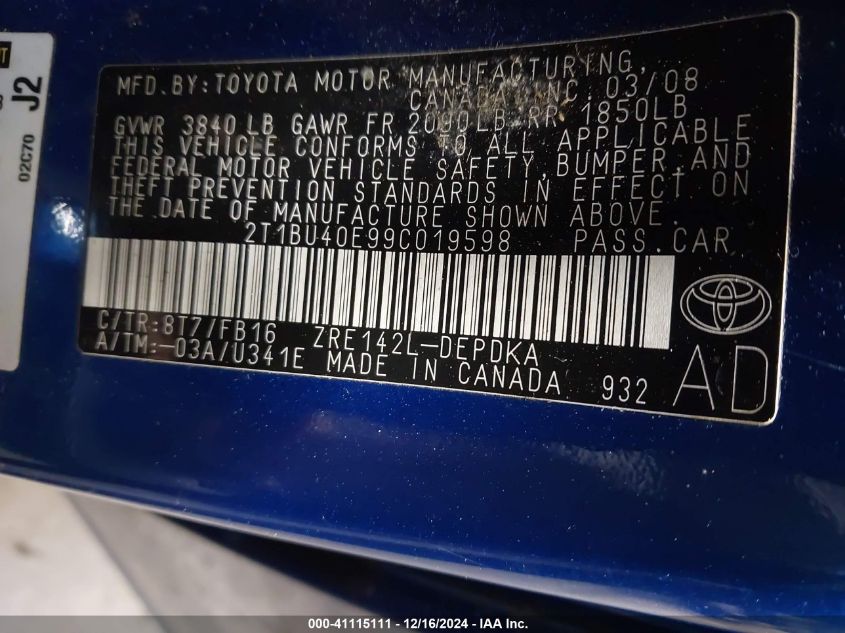 J2
02C70
MFD.BY:TOYOTA MOTOR MANUFACTURING,
CANADA INC 03/08
GVWR 3840 LB GAWR FR 2090LB RR 1850LB
THIS VEHICLE CONFORMS TO ALL APPLICABLE
FEDERAL MOTOR VEHICLE SAFETY,BUMPER,AND
THEFT PREVENTION STANDARDS IN EFFECT ON
THE DATE OF MANUFACTURE SHOWN ABOVE.
2T1BU40E99C019598 PASS.CAR
C/TR:8T7/FB16 ZRE142L-DEPDKA
A/TM:-03A/U341E MADE IN CANADA 932
AD
000-41115111 - 12/16/2024 - IAA Inc.